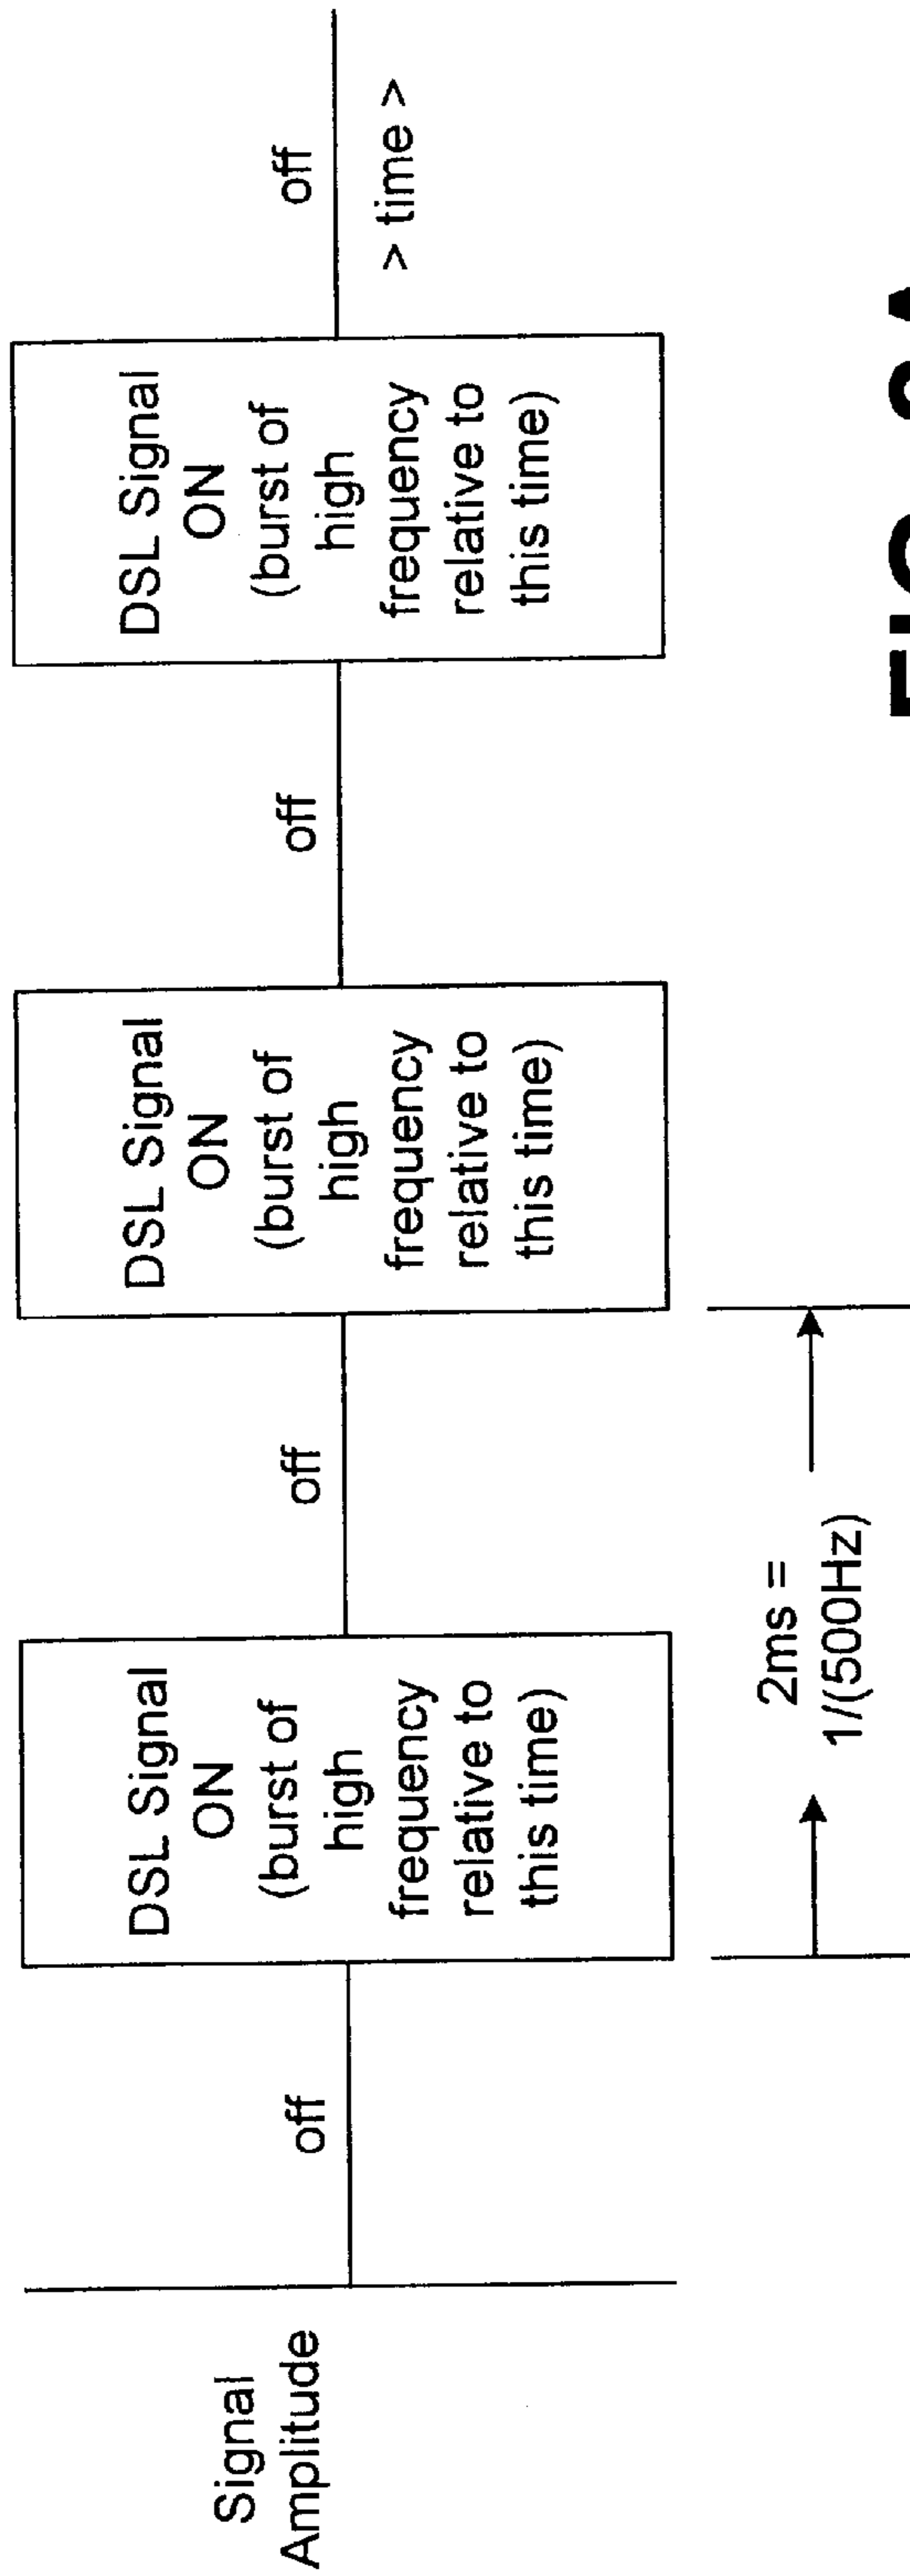 Signal
Amplitude
off
DSL Signal
ON
(burst of
high
frequency
relative to
this time)
off
DSL Signal
ON
(burst of
high
frequency
relative to
this time)
off
DSL Signal
ON
(burst of
high
frequency
relative to
this time)
off
> time >
2ms =
1/(500Hz)
FIG.